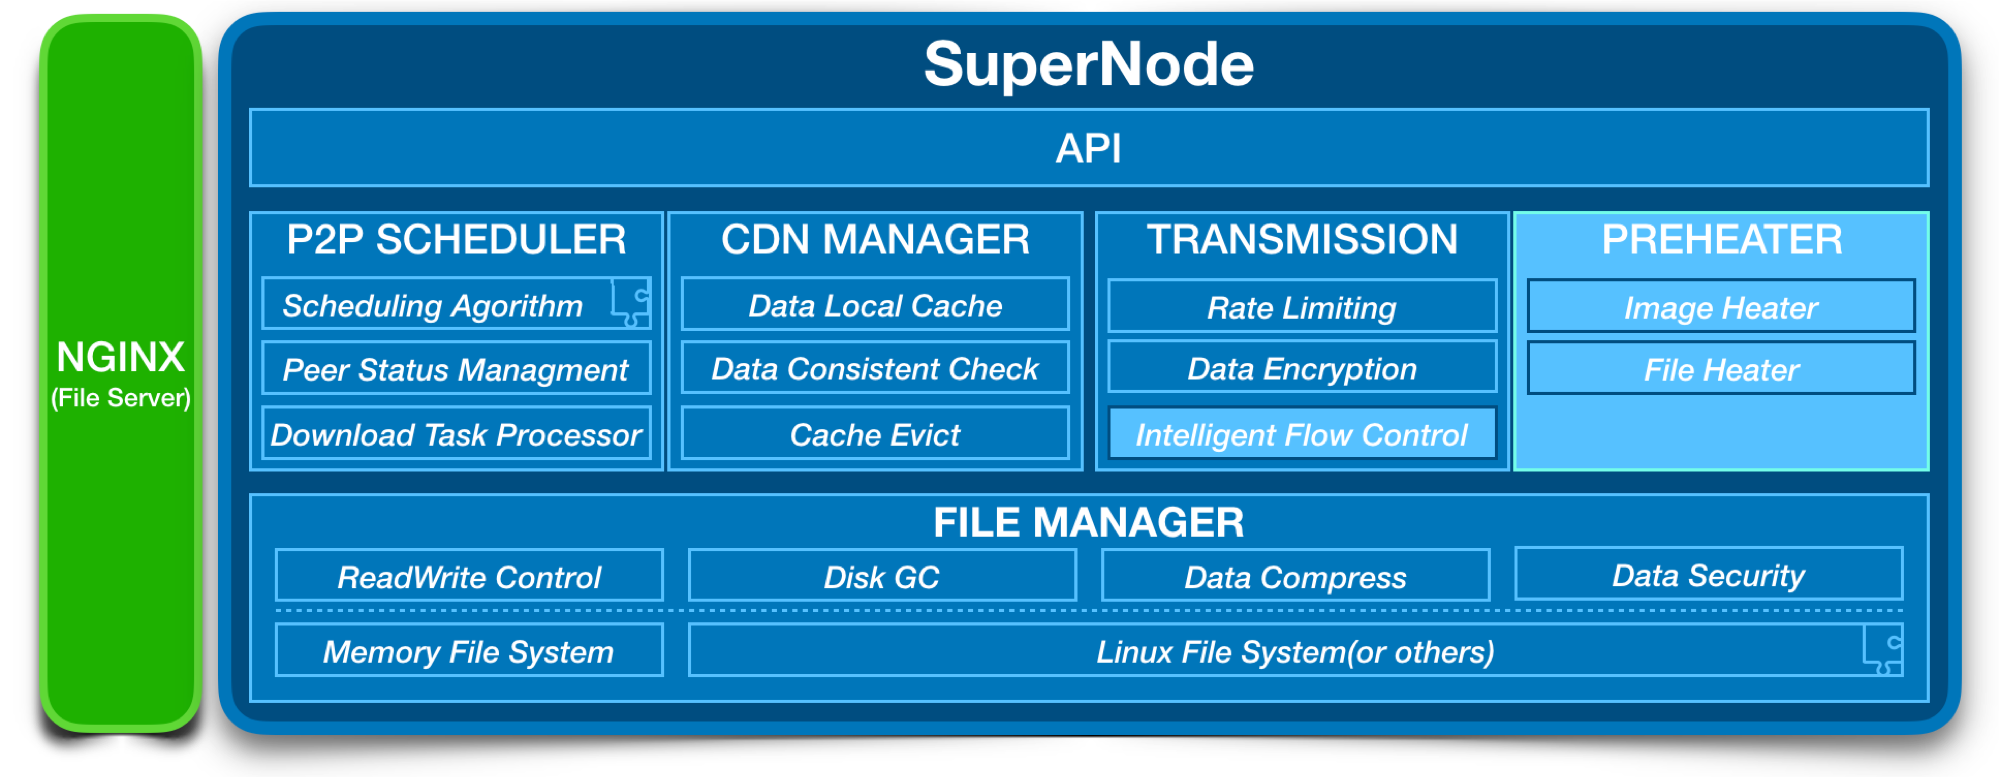 SuperNode
API
NGINX
(File Server)
P2P SCHEDULER
Scheduling Agorithm
Peer Status Managment
Download Task Processor
CDN MANAGER
Data Local Cache
Data Consistent Check
Cache Evict
TRANSMISSION
Rate Limiting
Data Encryption
Intelligent Flow Control
PREHEATER
Image Heater
File Heater
FILE MANAGER
ReadWrite Control
Disk GC
Data Compress
Data Security
Memory File System
Linux File System(or others)